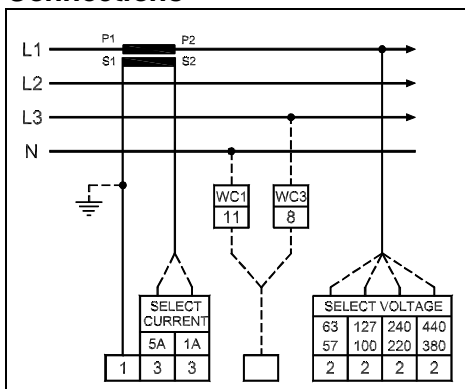 Connections
L1 P1 P2
S1 S2
L2
L3
N
WC1 WC3
11 8
SELECT CURRENT
5A 1A
1 3 3
SELECT VOLTAGE
63 127 240 440
57 100 220 380
2 2 2 2